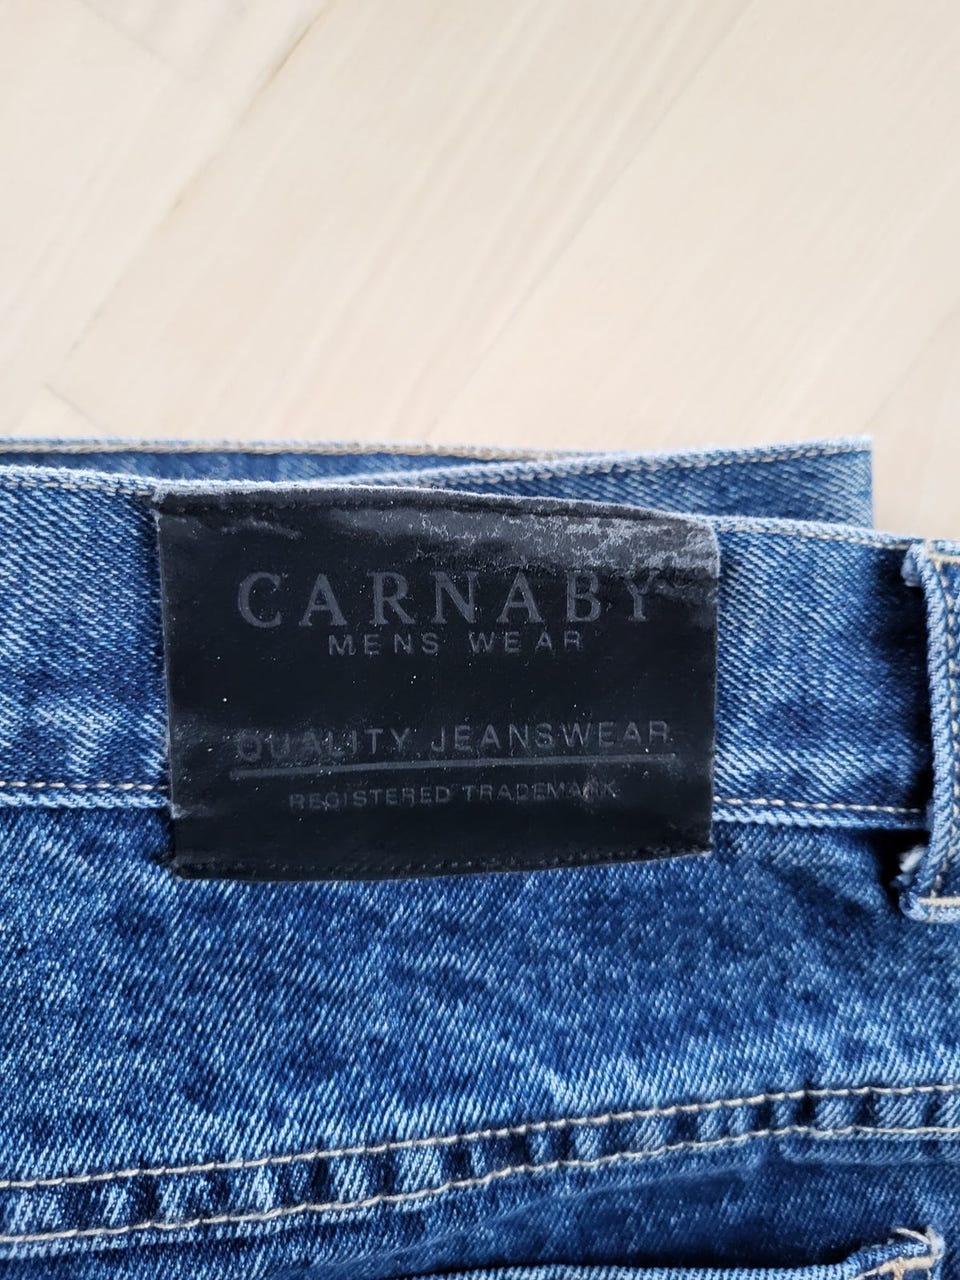 CARNABY
MENS WEAR
QUALITY JEANSWEAR
REGISTERED TRADEMARK